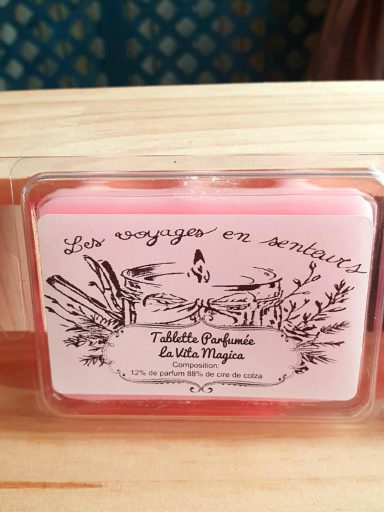 Les voyages en senteurs
Tablette Parfumée
La Vita Magica
Composition:
12% de parfum 88% de cire de colza